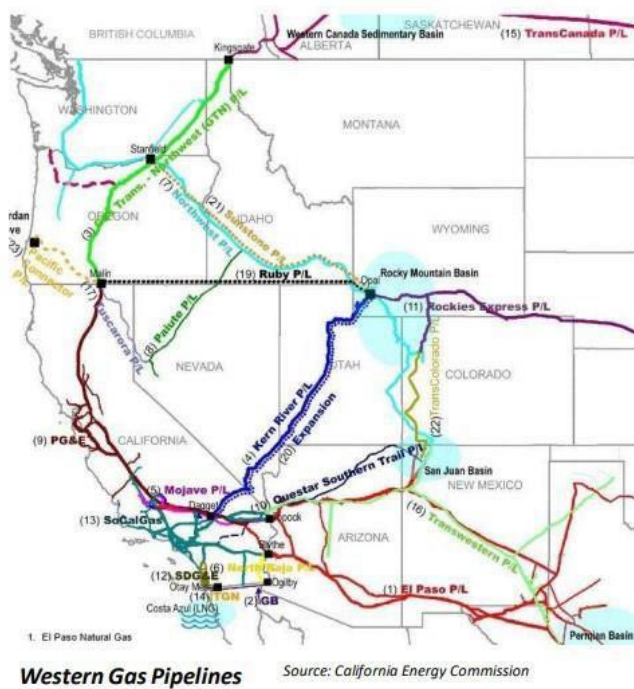 SASKATCHEWAN
BRITISH COLUMBIA
Western Canada Sedimentary Basin
ALBERTA
(15) TransCanada P/L
Kingsgate
WASHINGTON
MONTANA
Stanfield
(3) Gas Trans. - Northwest (GTN) P/L
(7) Northwest P/L
(21) Sunstone P/L
OREGON
IDAHO
WYOMING
rdan
ve
(23)
Pacific
Connector
P/L
Malin
(19) Ruby P/L
Opal
Rocky Mountain Basin
(11) Rockies Express P/L
(17) Tuscarora P/L
(8) Paiute P/L
NEVADA
UTAH
COLORADO
(22)TransColorado P/L
(4) Kern River P/L
(20) Expansion
(9) PG&E
CALIFORNIA
(10) Questar Southern Trail P/L
San Juan Basin
NEW MEXICO
(5) Mojave P/L
Daggett
Topock
(13) SoCalGas
ARIZONA
(16) Transwestern P/L
Blythe
(6) North Baja P/L
(12) SDG&E
Otay Mesa
Ogilby
(14) TGN
(2) GB
(1) El Paso P/L
Costa Azul (LNG)
Permian Basin
1. El Paso Natural Gas
Western Gas Pipelines
Source: California Energy Commission